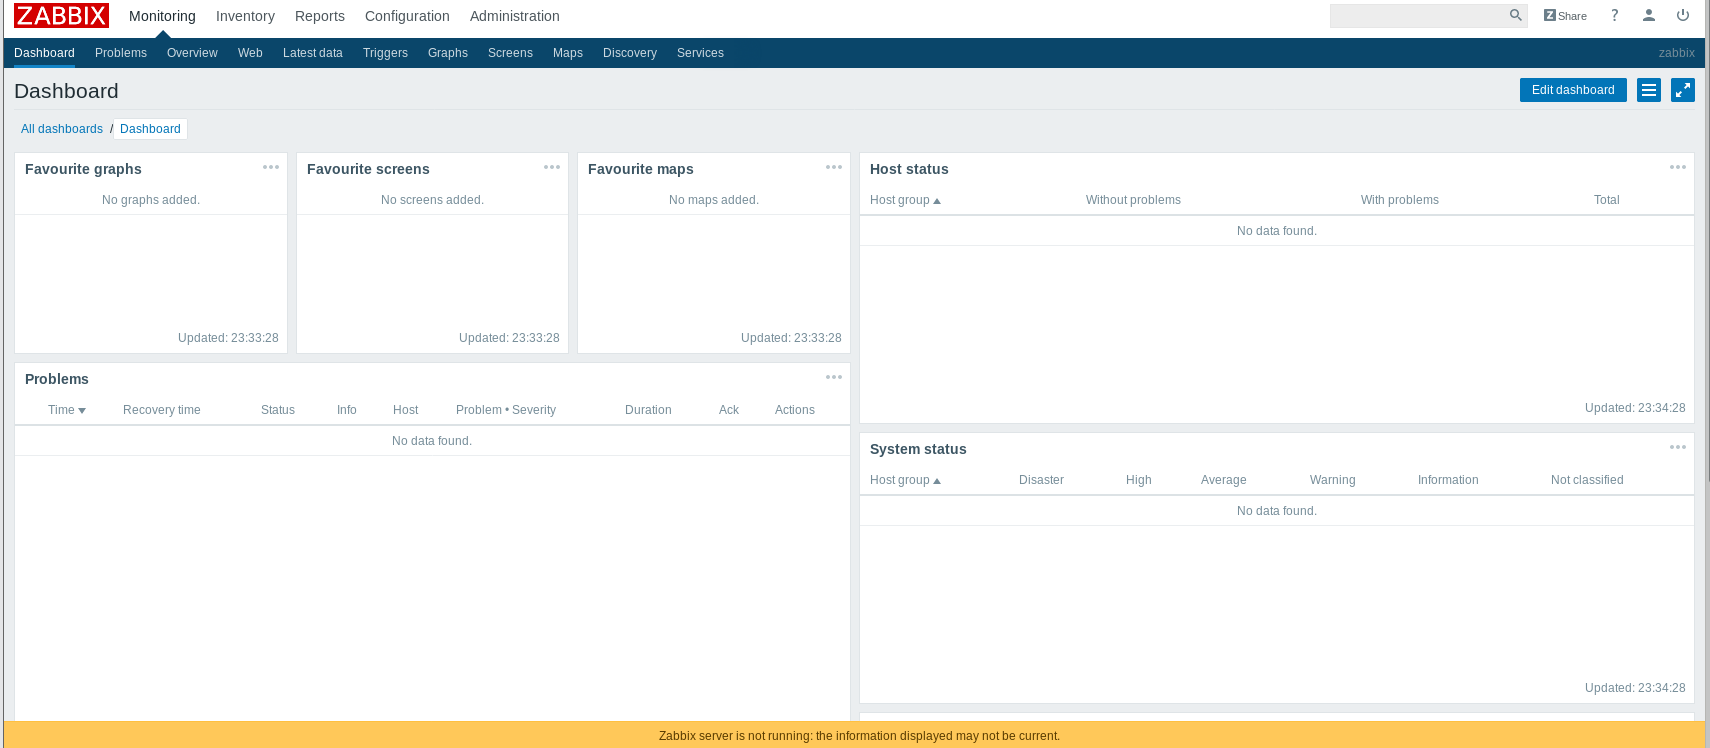 ZABBIX Monitoring Inventory Reports Configuration Administration Z Share ?
Dashboard Problems Overview Web Latest data Triggers Graphs Screens Maps Discovery Services zabbix
Dashboard Edit dashboard
All dashboards / Dashboard
Favourite graphs
No graphs added.
Updated: 23:33:28
Favourite screens
No screens added.
Updated: 23:33:28
Favourite maps
No maps added.
Updated: 23:33:28
Host status
Host group Without problems With problems Total
No data found.
Updated: 23:34:28
Problems
Time Recovery time Status Info Host Problem • Severity Duration Ack Actions
No data found.
System status
Host group Disaster High Average Warning Information Not classified
No data found.
Updated: 23:34:28
Zabbix server is not running: the information displayed may not be current.